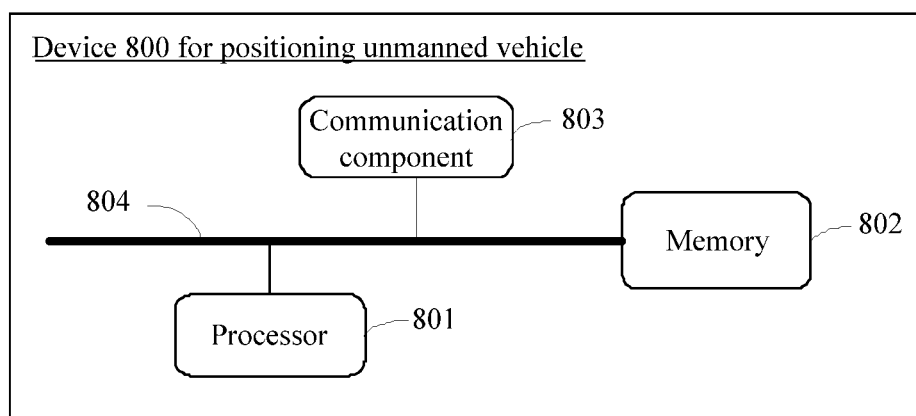 Device 800 for positioning unmanned vehicle
Communication
component
803
804
Memory
802
Processor
801